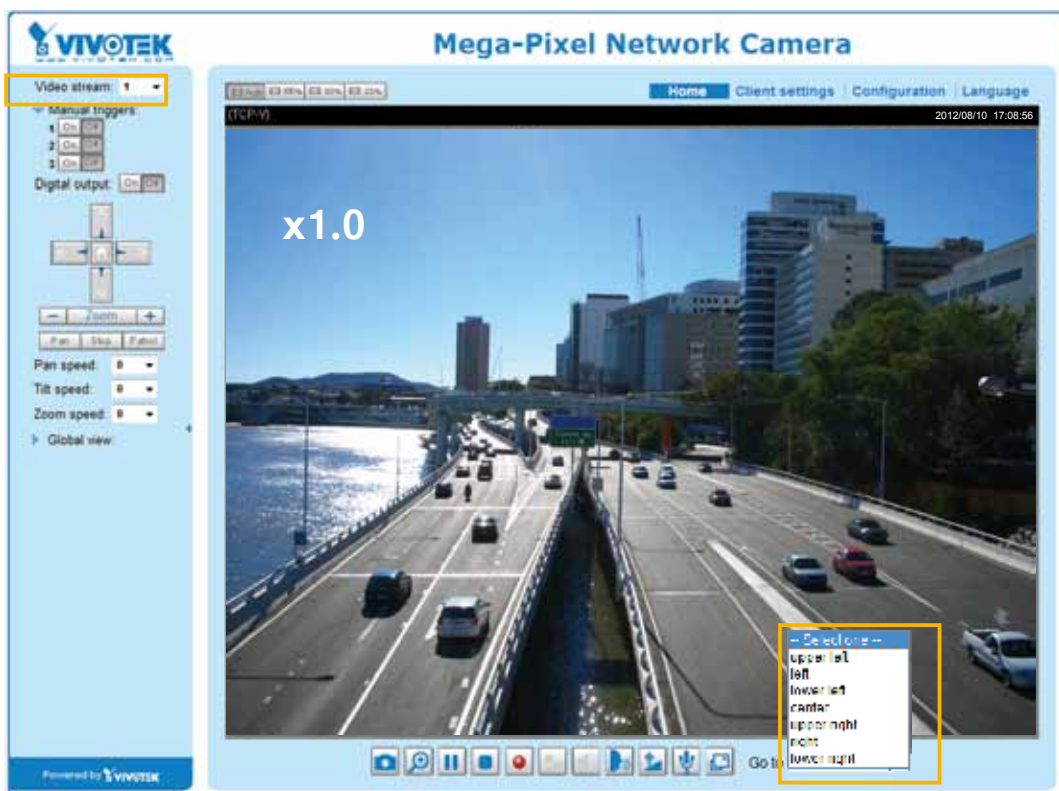 VIVOTEK
www.vivotek.com
Mega-Pixel Network Camera
Video stream: 1
Manual triggers:
1 On Off
2 On Off
3 On Off
Digital output: On Off
Zoom
Pan Stop Patrol
Pan speed: 0
Tilt speed: 0
Zoom speed: 0
Global view:
Powered by VIVOTEK
Home Client settings Configuration Language
(TCP-V)
2012/08/10 17:08:56
x1.0
-- Select one --
upper left
left
lower left
center
upper right
right
lower right
Go to